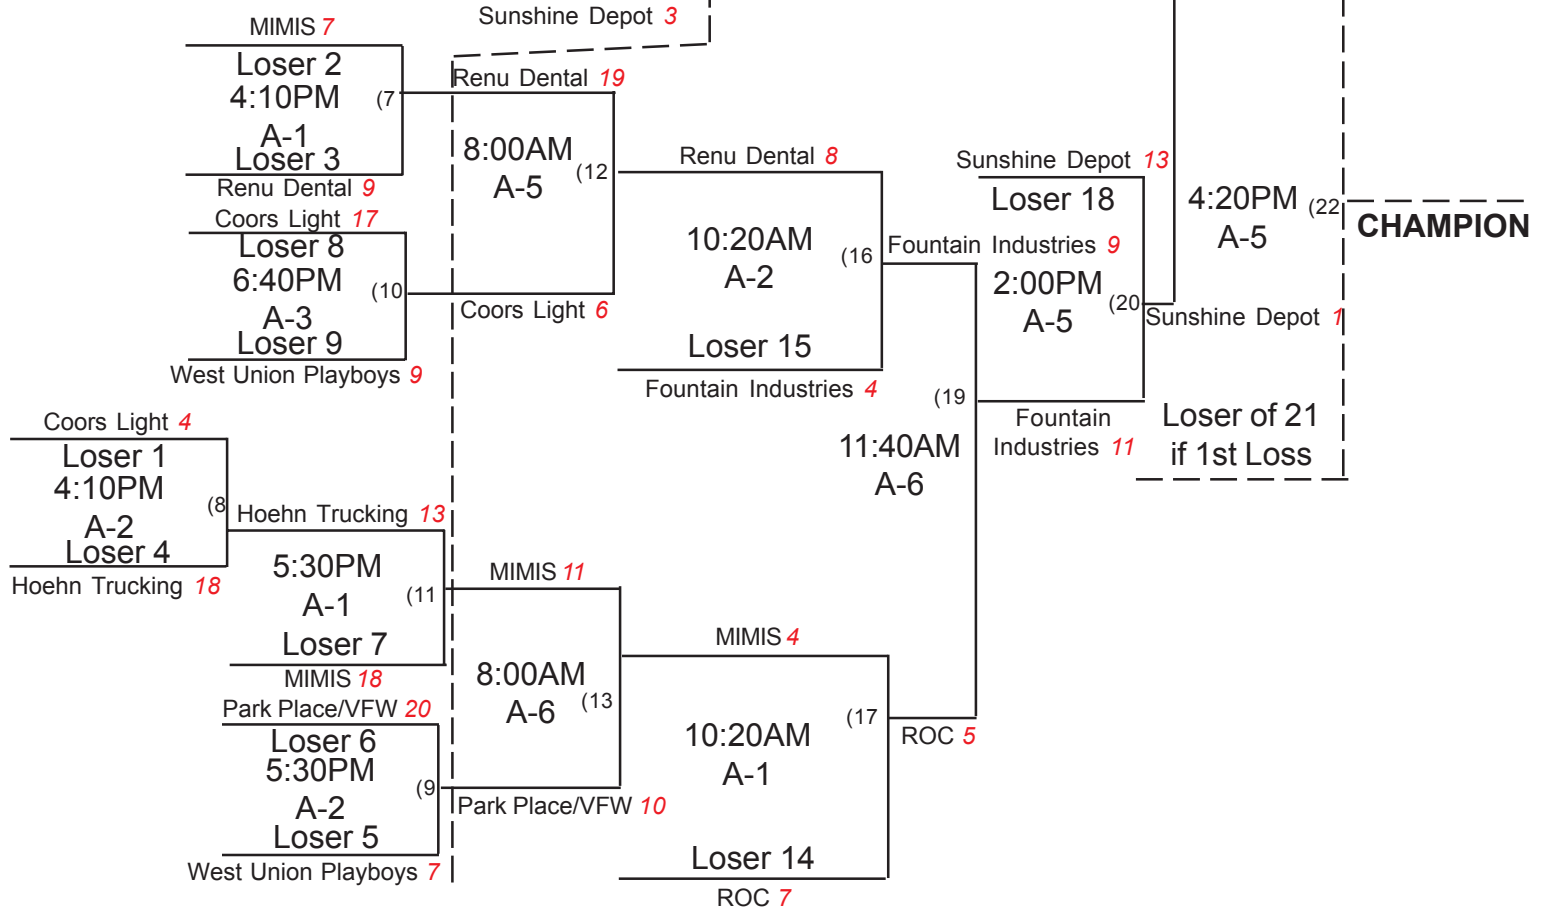 Sunshine Depot 3
MIMIS 7
Loser 2
4:10PM
(7
A-1
Loser 3
Renu Dental 9
Renu Dental 19
8:00AM
(12
A-5
Coors Light 17
Loser 8
6:40PM
(10
A-3
Loser 9
West Union Playboys 9
Coors Light 6
Renu Dental 8
10:20AM
(16
A-2
Loser 15
Fountain Industries 4
Sunshine Depot 13
Loser 18
Fountain Industries 9
2:00PM
(20
A-5
4:20PM
(22
A-5
CHAMPION
Sunshine Depot 1
(19
11:40AM
A-6
Fountain
Industries 11
Loser of 21
if 1st Loss
Coors Light 4
Loser 1
4:10PM
(8
A-2
Loser 4
Hoehn Trucking 18
Hoehn Trucking 13
5:30PM
(11
A-1
Loser 7
MIMIS 18
MIMIS 11
8:00AM
(13
A-6
Park Place/VFW 20
Loser 6
5:30PM
(9
A-2
Loser 5
West Union Playboys 7
Park Place/VFW 10
MIMIS 4
(17
10:20AM
A-1
Loser 14
ROC 7
ROC 5